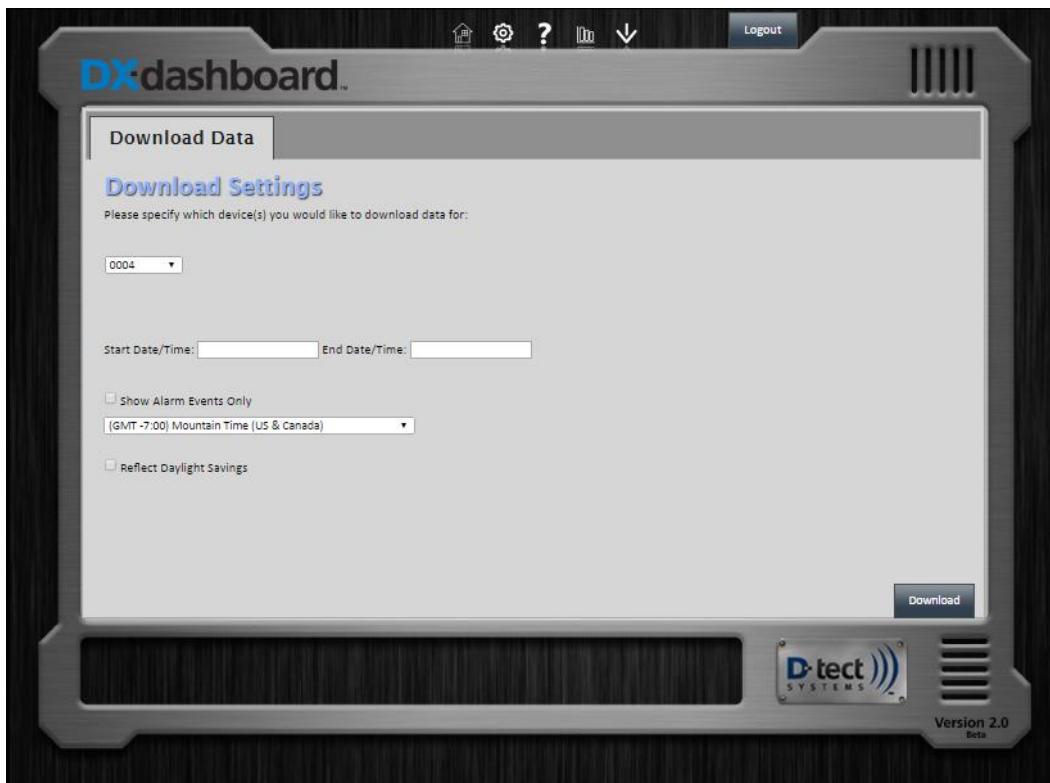 ?
Logout
DXdashboard™
Download Data
Download Settings
Please specify which device(s) you would like to download data for:
0004
Start Date/Time: End Date/Time:
Show Alarm Events Only
(GMT -7:00) Mountain Time (US & Canada)
Reflect Daylight Savings
Download
D·tect
SYSTEMS
Version 2.0
Beta